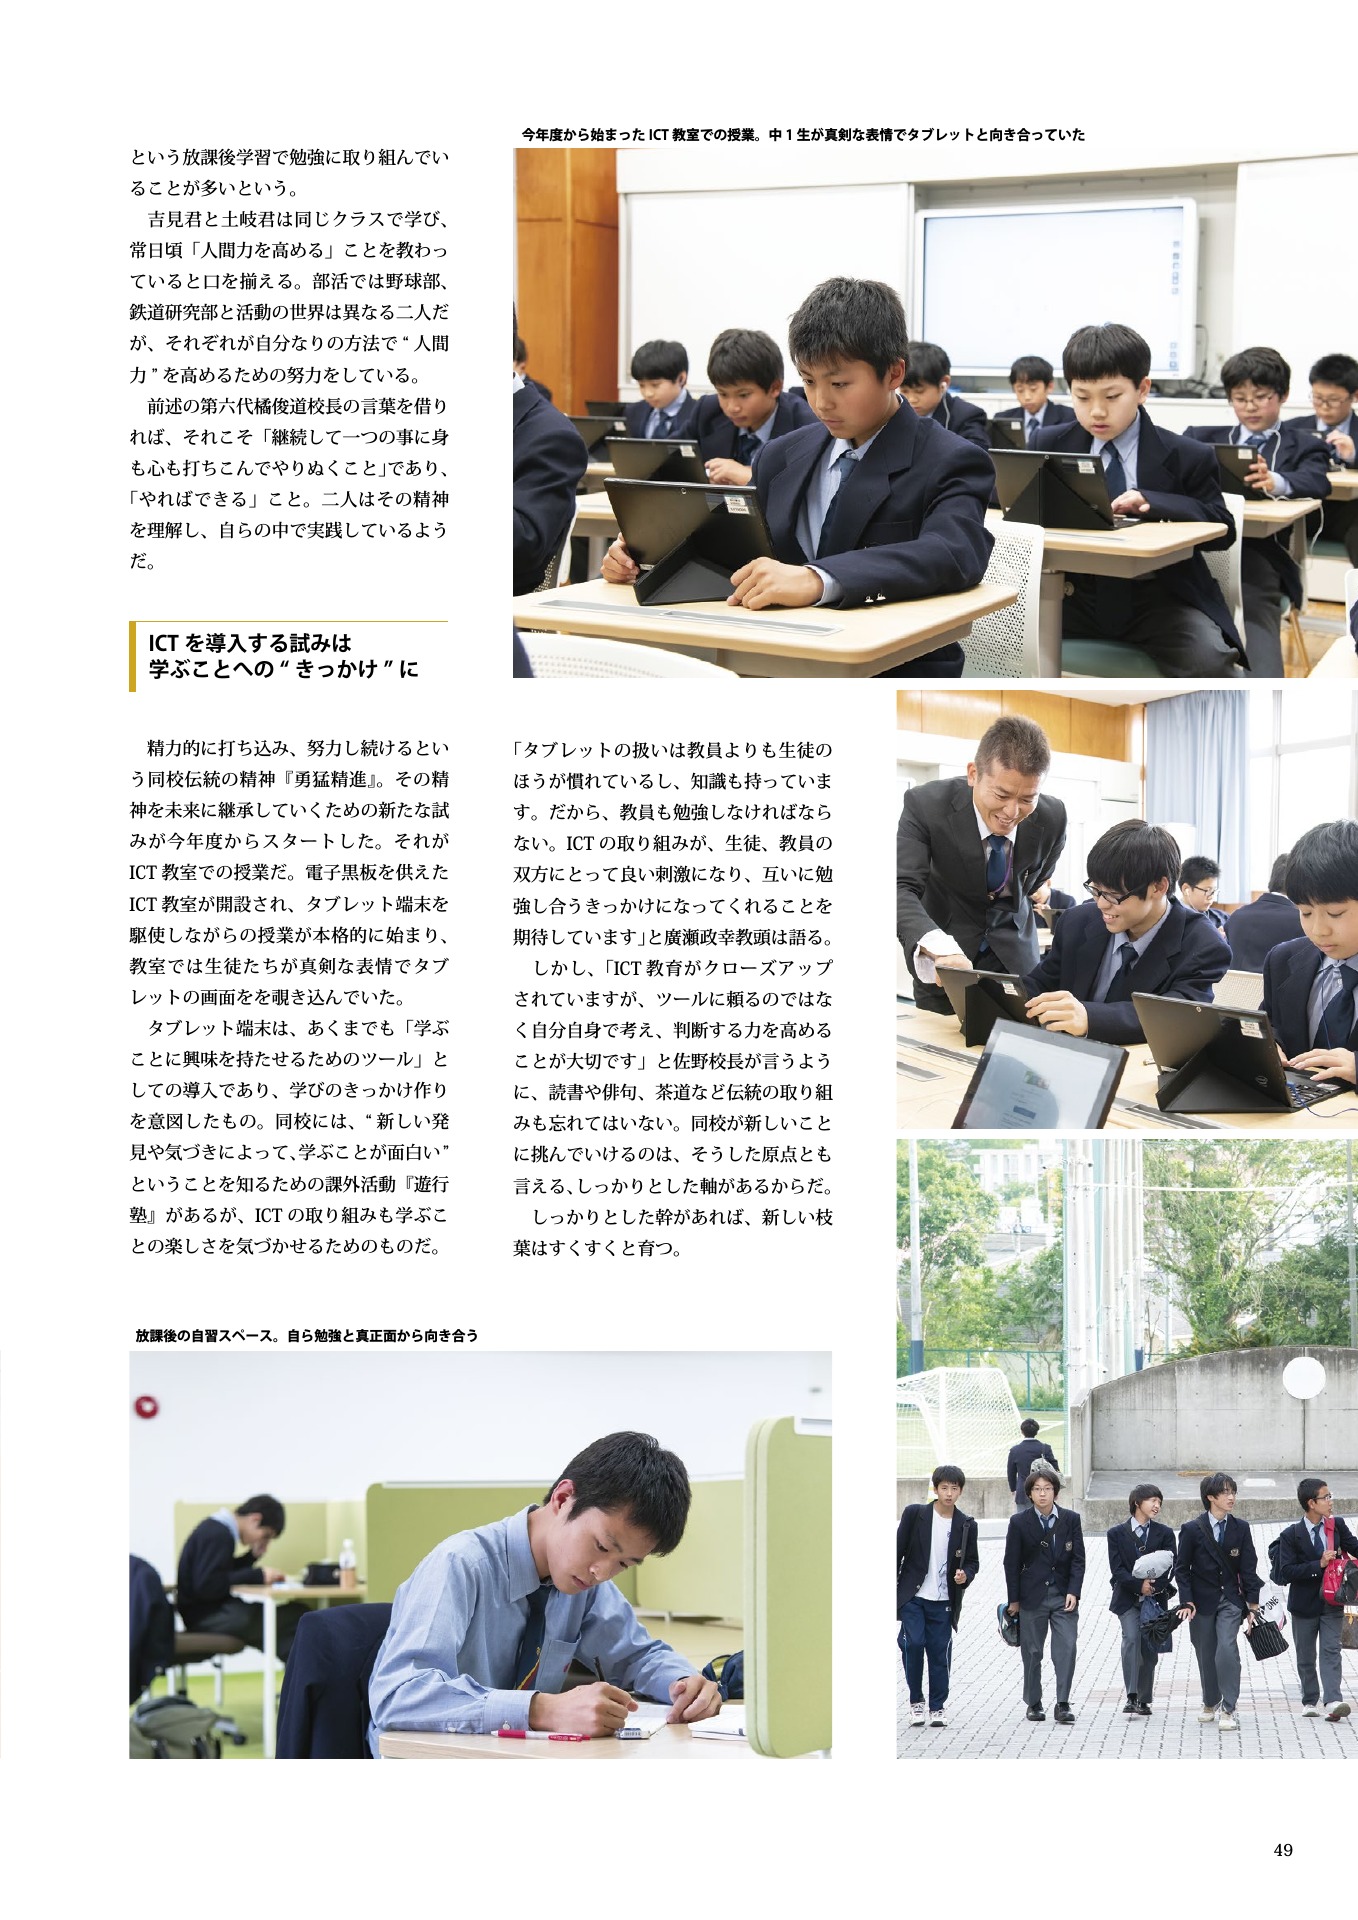 今年度から始まった ICT 教室での授業。中 1 生が真剣な表情でタブレットと向き合っていた
という放課後学習で勉強に取り組んでい
ることが多いという。
　吉見君と土岐君は同じクラスで学び、
常日頃「人間力を高める」ことを教わっ
ていると口を揃える。部活では野球部、
鉄道研究部と活動の世界は異なる二人だ
が、それぞれが自分なりの方法で “ 人間
力 ” を高めるための努力をしている。
　前述の第六代橘俊道校長の言葉を借り
れば、それこそ「継続して一つの事に身
も心も打ちこんでやりぬくこと」であり、
「やればできる」こと。二人はその精神
を理解し、自らの中で実践しているよう
だ。
ICT を導入する試みは
学ぶことへの “ きっかけ ” に
　精力的に打ち込み、努力し続けるとい
う同校伝統の精神『勇猛精進』。その精
神を未来に継承していくための新たな試
みが今年度からスタートした。それが
ICT 教室での授業だ。電子黒板を供えた
ICT 教室が開設され、タブレット端末を
駆使しながらの授業が本格的に始まり、
教室では生徒たちが真剣な表情でタブ
レットの画面をを覗き込んでいた。
　タブレット端末は、あくまでも「学ぶ
ことに興味を持たせるためのツール」と
しての導入であり、学びのきっかけ作り
を意図したもの。同校には、“ 新しい発
見や気づきによって、学ぶことが面白い”
ということを知るための課外活動『遊行
塾』があるが、ICT の取り組みも学ぶこ
との楽しさを気づかせるためのものだ。
「タブレットの扱いは教員よりも生徒の
ほうが慣れているし、知識も持っていま
す。だから、教員も勉強しなければなら
ない。ICT の取り組みが、生徒、教員の
双方にとって良い刺激になり、互いに勉
強し合うきっかけになってくれることを
期待しています」と廣瀬政幸教頭は語る。
　しかし、「ICT 教育がクローズアップ
されていますが、ツールに頼るのではな
く自分自身で考え、判断する力を高める
ことが大切です」と佐野校長が言うよう
に、読書や俳句、茶道など伝統の取り組
みも忘れてはいない。同校が新しいこと
に挑んでいけるのは、そうした原点とも
言える、しっかりとした軸があるからだ。
　しっかりとした幹があれば、新しい枝
葉はすくすくと育つ。
放課後の自習スペース。自ら勉強と真正面から向き合う
49